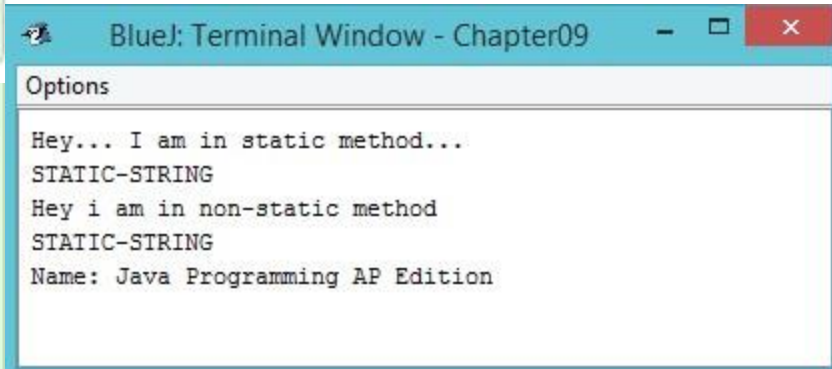 BlueJ: Terminal Window - Chapter09
Options
Hey... I am in static method...
STATIC-STRING
Hey i am in non-static method
STATIC-STRING
Name: Java Programming AP Edition